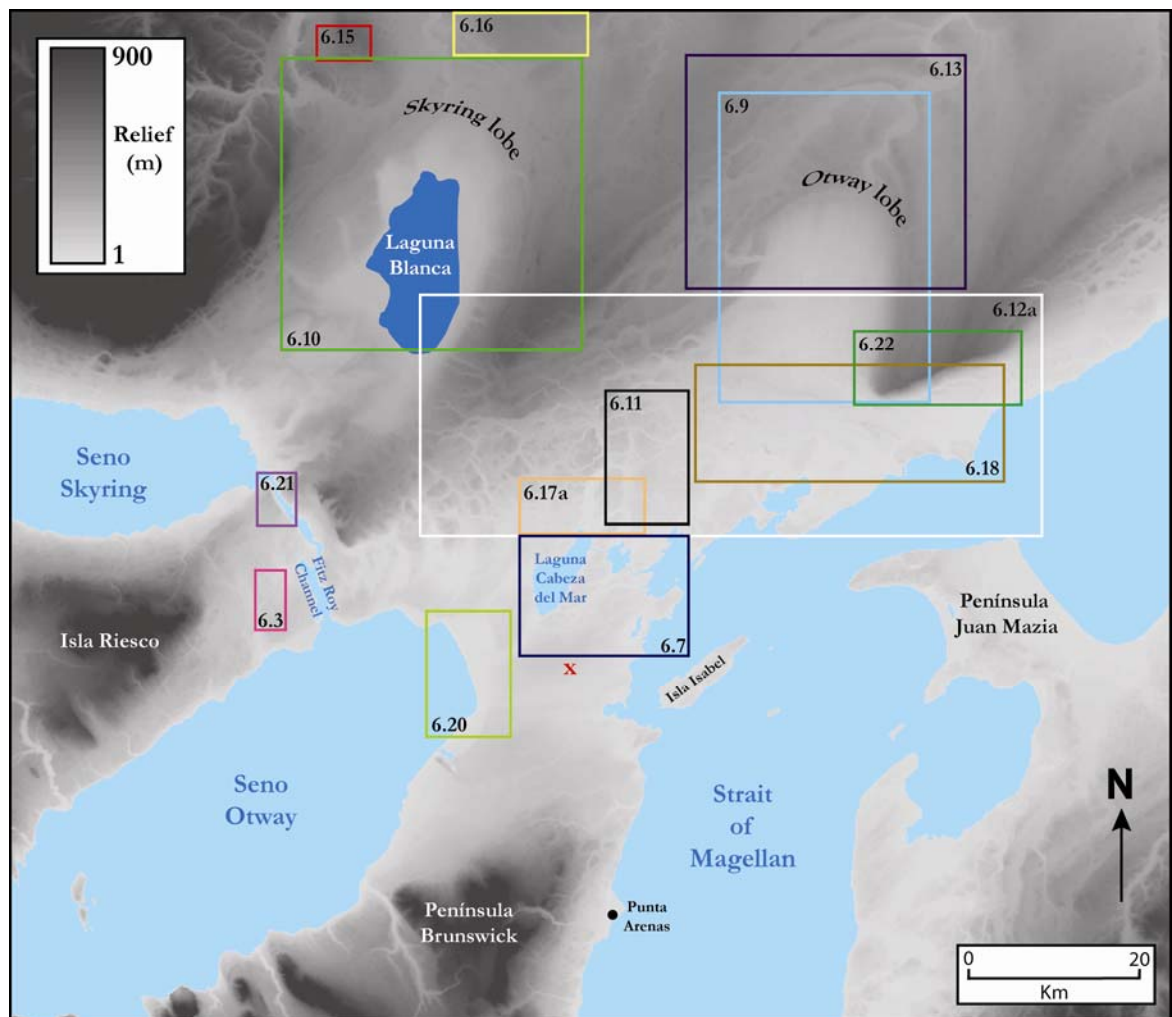 900
Relief
(m)
1
6.15
6.16
6.13
6.9
Skyring lobe
Otway lobe
Laguna
Blanca
6.10
6.12a
6.22
6.11
6.18
Seno
Skyring
6.21
6.17a
Fitz Roy
Channel
Laguna
Cabeza
del Mar
6.3
Isla Riesco
Península
Juan Mazia
6.7
x
Isla Isabel
6.20
Seno
Otway
Strait
of
Magellan
N
Península
Brunswick
Punta
Arenas
0 20
Km